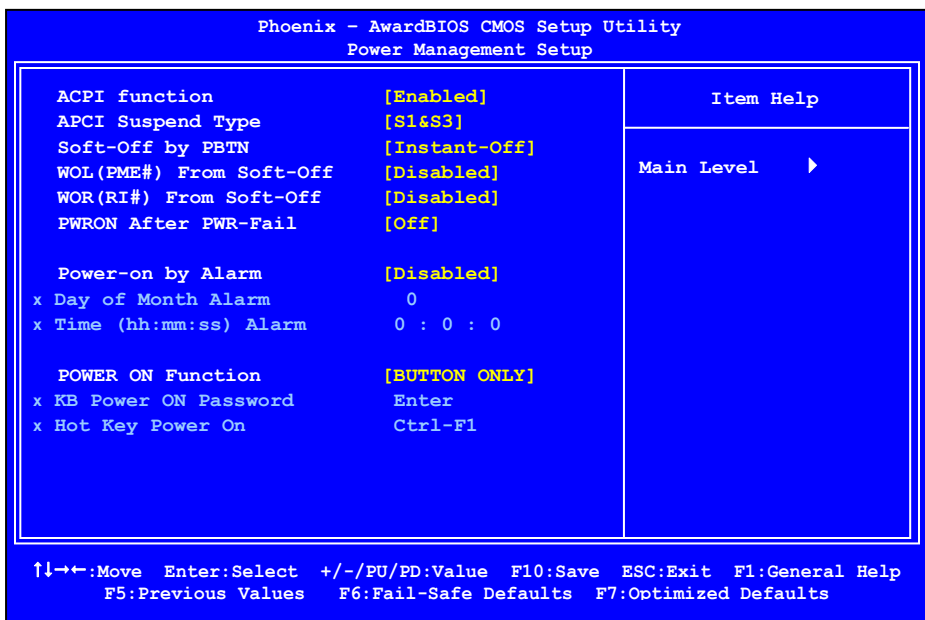 Phoenix – AwardBIOS CMOS Setup Utility
Power Management Setup
ACPI function [Enabled]
APCI Suspend Type [S1&S3]
Soft-Off by PBTN [Instant-Off]
WOL(PME#) From Soft-Off [Disabled]
WOR(RI#) From Soft-Off [Disabled]
PWRON After PWR-Fail [Off]
Power-on by Alarm [Disabled]
x Day of Month Alarm 0
x Time (hh:mm:ss) Alarm 0 : 0 : 0
POWER ON Function [BUTTON ONLY]
x KB Power ON Password Enter
x Hot Key Power On Ctrl-F1
Item Help
Main Level ▶
↑↓→←:Move Enter:Select +/-/PU/PD:Value F10:Save ESC:Exit F1:General Help
F5:Previous Values F6:Fail-Safe Defaults F7:Optimized Defaults